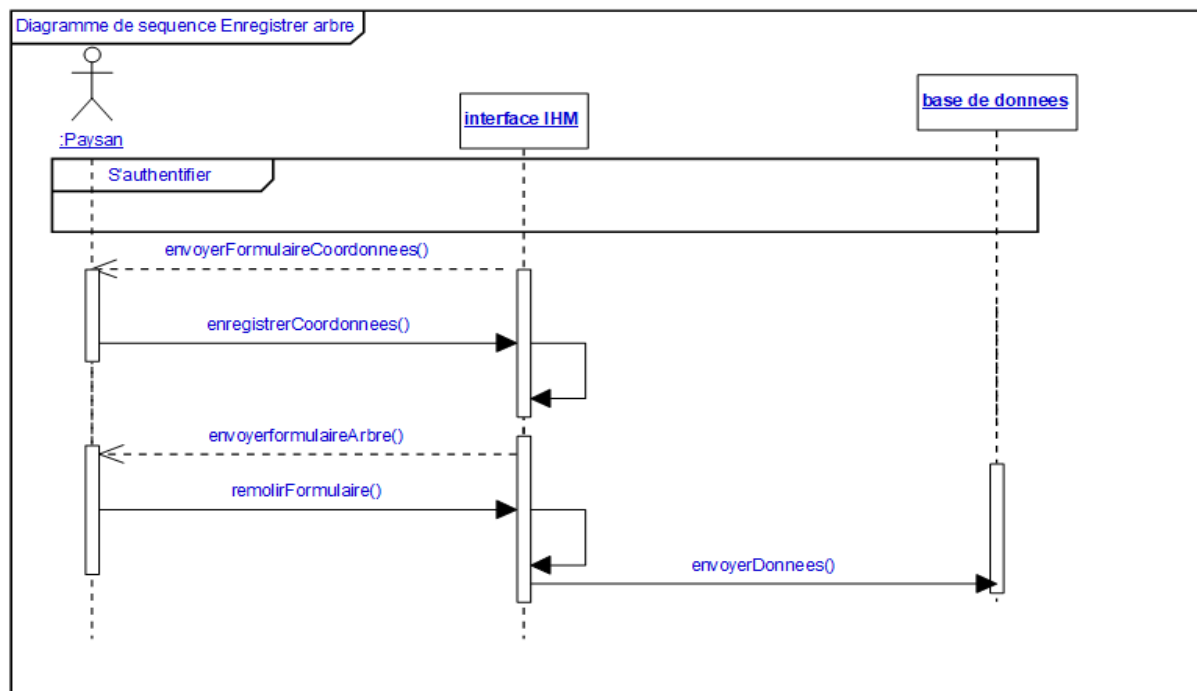 Diagramme de sequence Enregistrer arbre
:Paysan
interface IHM
base de donnees
S'authentifier
envoyerFormulaireCoordonnees()
enregistrerCoordonnees()
envoyerformulaireArbre()
remolirFormulaire()
envoyerDonnees()